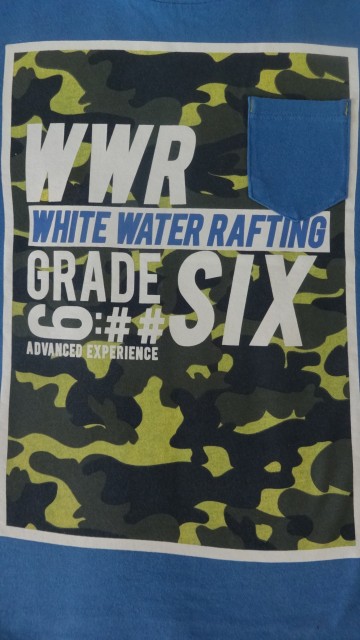 WWR
WHITE WATER RAFTING
GRADE SIX
6:##
ADVANCED EXPERIENCE